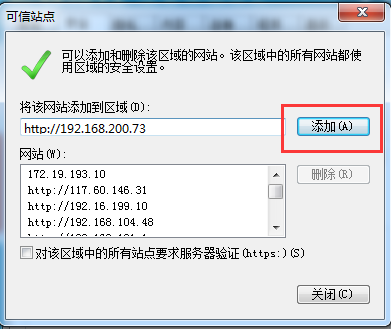 可信站点
可以添加和删除该区域的网站。该区域中的所有网站都使
用区域的安全设置。
将该网站添加到区域(D):
http://192.168.200.73
添加(A)
网站(W):
172.19.193.10
删除(R)
http://117.60.146.31
http://192.16.199.10
http://192.168.104.48
对该区域中的所有站点要求服务器验证(https:)(S)
关闭(C)